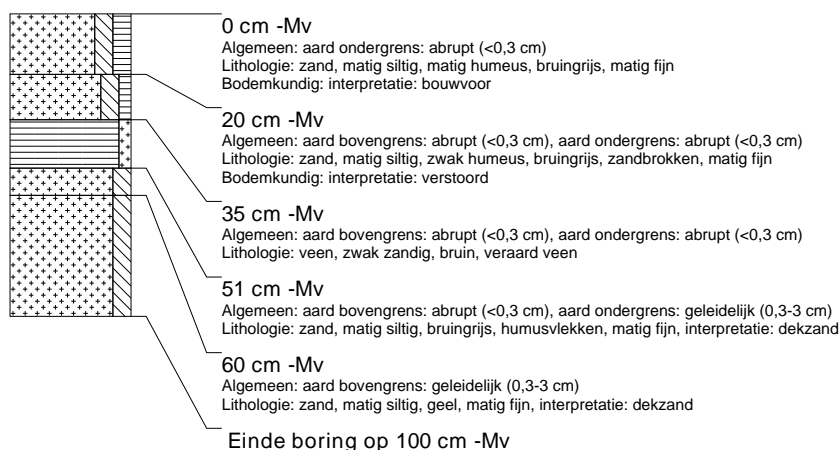 0 cm -Mv
Algemeen: aard ondergrens: abrupt (<0,3 cm)
Lithologie: zand, matig siltig, matig humeus, bruingrijs, matig fijn
Bodemkundig: interpretatie: bouwvoor
20 cm -Mv
Algemeen: aard bovengrens: abrupt (<0,3 cm), aard ondergrens: abrupt (<0,3 cm)
Lithologie: zand, matig siltig, zwak humeus, bruingrijs, zandbrokken, matig fijn
Bodemkundig: interpretatie: verstoord
35 cm -Mv
Algemeen: aard bovengrens: abrupt (<0,3 cm), aard ondergrens: abrupt (<0,3 cm)
Lithologie: veen, zwak zandig, bruin, veraard veen
51 cm -Mv
Algemeen: aard bovengrens: abrupt (<0,3 cm), aard ondergrens: geleidelijk (0,3-3 cm)
Lithologie: zand, matig siltig, bruingrijs, humusvlekken, matig fijn, interpretatie: dekzand
60 cm -Mv
Algemeen: aard bovengrens: geleidelijk (0,3-3 cm)
Lithologie: zand, matig siltig, geel, matig fijn, interpretatie: dekzand
Einde boring op 100 cm -Mv